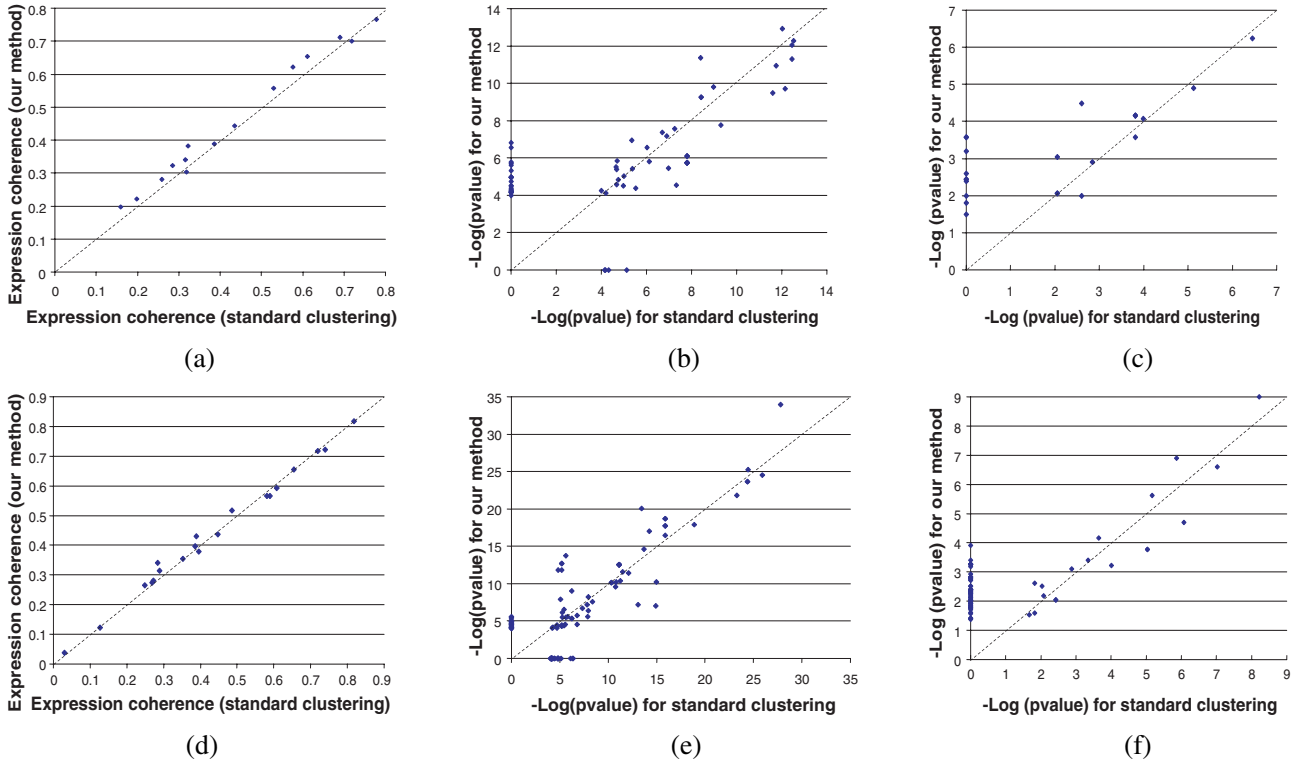 Expression coherence (our method)
0.8
0.7
0.6
0.5
0.4
0.3
0.2
0.1
0
0 0.1 0.2 0.3 0.4 0.5 0.6 0.7 0.8
Expression coherence (standard clustering)
(a)
-Log(pvalue) for our method
14
12
10
8
6
4
2
0
0 2 4 6 8 10 12 14
-Log(pvalue) for standard clustering
(b)
-Log (pvalue) for our method
7
6
5
4
3
2
1
0
0 1 2 3 4 5 6 7
-Log (pvalue) for standard clustering
(c)
Expression coherence (our method)
0.9
0.8
0.7
0.6
0.5
0.4
0.3
0.2
0.1
0
0 0.1 0.2 0.3 0.4 0.5 0.6 0.7 0.8 0.9
Expression coherence (standard clustering)
(d)
-Log(pvalue) for our method
35
30
25
20
15
10
5
0
0 5 10 15 20 25 30 35
-Log(pvalue) for standard clustering
(e)
-Log (pvalue) for our method
9
8
7
6
5
4
3
2
1
0
0 1 2 3 4 5 6 7 8 9
-Log (pvalue) for standard clustering
(f)